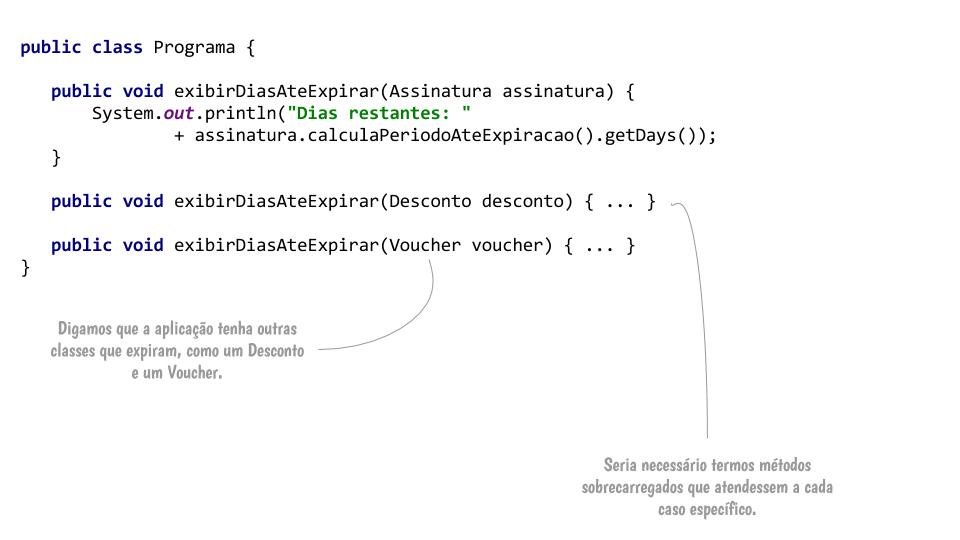 public class Programa {
public void exibirDiasAteExpirar(Assinatura assinatura) {
System.out.println("Dias restantes: "
+ assinatura.calculaPeriodoAteExpiracao().getDays());
}
public void exibirDiasAteExpirar(Desconto desconto) { ... }
public void exibirDiasAteExpirar(Voucher voucher) { ... }
}
Digamos que a aplicação tenha outras
classes que expiram, como um Desconto
e um Voucher.
Seria necessário termos métodos
sobrecarregados que atendessem a cada
caso específico.